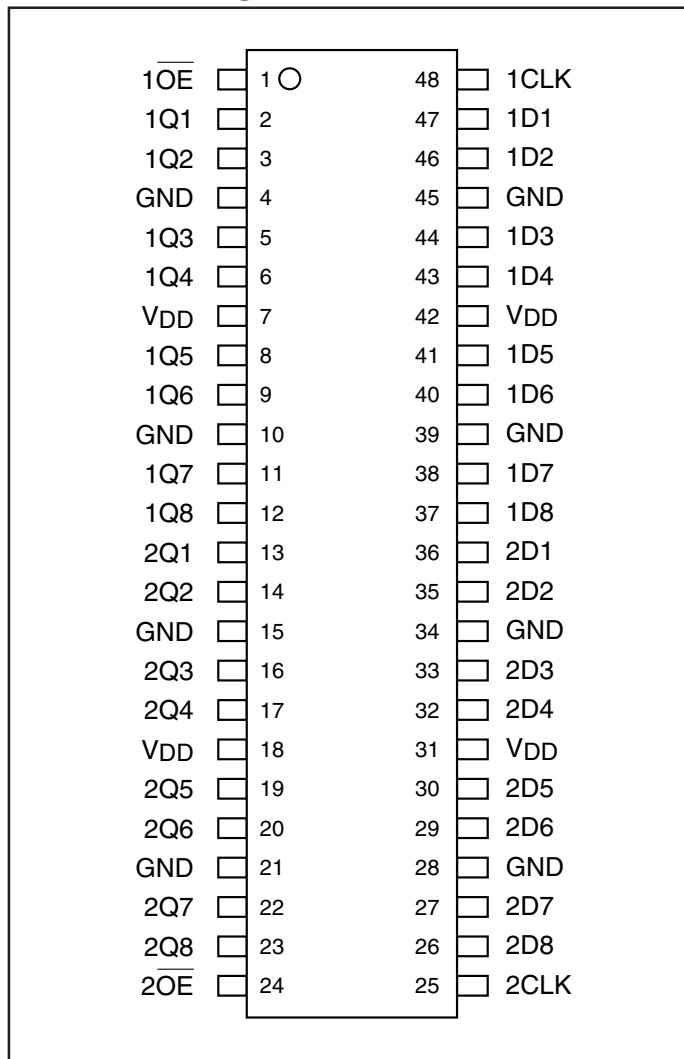 1O̅E̅ 1 48 1CLK
1Q1 2 47 1D1
1Q2 3 46 1D2
GND 4 45 GND
1Q3 5 44 1D3
1Q4 6 43 1D4
VDD 7 42 VDD
1Q5 8 41 1D5
1Q6 9 40 1D6
GND 10 39 GND
1Q7 11 38 1D7
1Q8 12 37 1D8
2Q1 13 36 2D1
2Q2 14 35 2D2
GND 15 34 GND
2Q3 16 33 2D3
2Q4 17 32 2D4
VDD 18 31 VDD
2Q5 19 30 2D5
2Q6 20 29 2D6
GND 21 28 GND
2Q7 22 27 2D7
2Q8 23 26 2D8
2O̅E̅ 24 25 2CLK